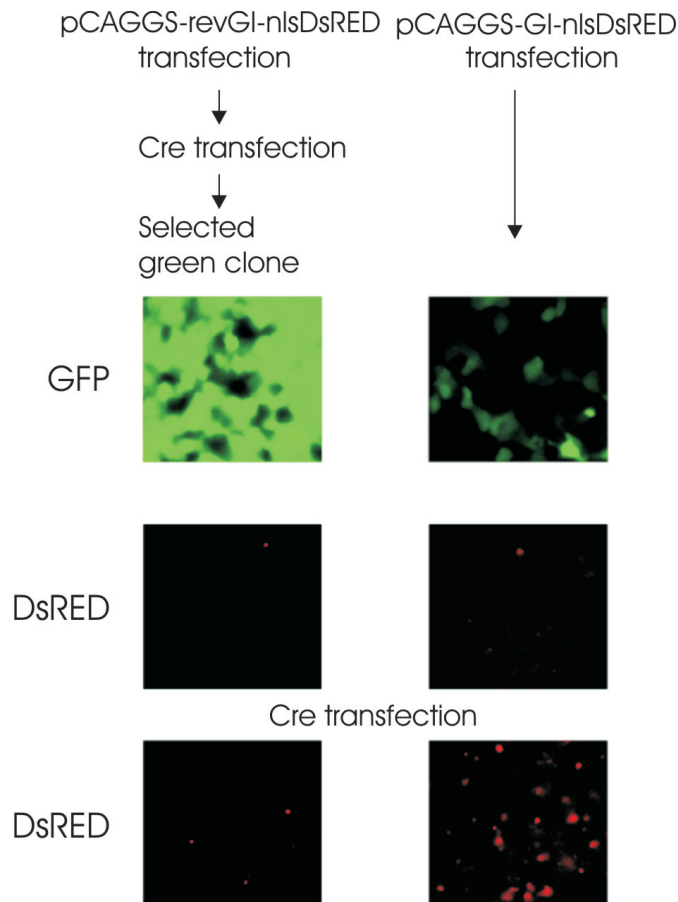 pCAGGS-revGI-nlsDsRED
transfection
pCAGGS-GI-nlsDsRED
transfection
Cre transfection
Selected
green clone
GFP
DsRED
Cre transfection
DsRED